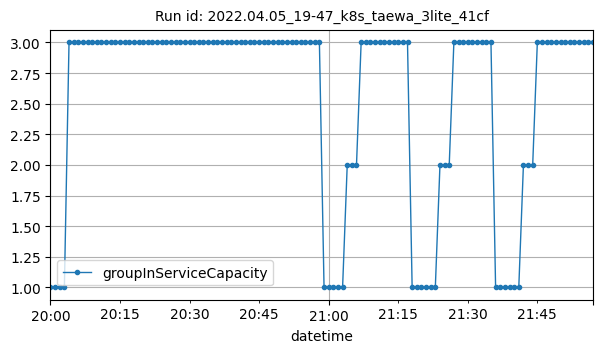 Run id: 2022.04.05_19-47_k8s_taewa_3lite_41cf
3.00
2.75
2.50
2.25
2.00
1.75
1.50
1.25
1.00
groupInServiceCapacity
20:00 20:15 20:30 20:45 21:00 21:15 21:30 21:45
datetime